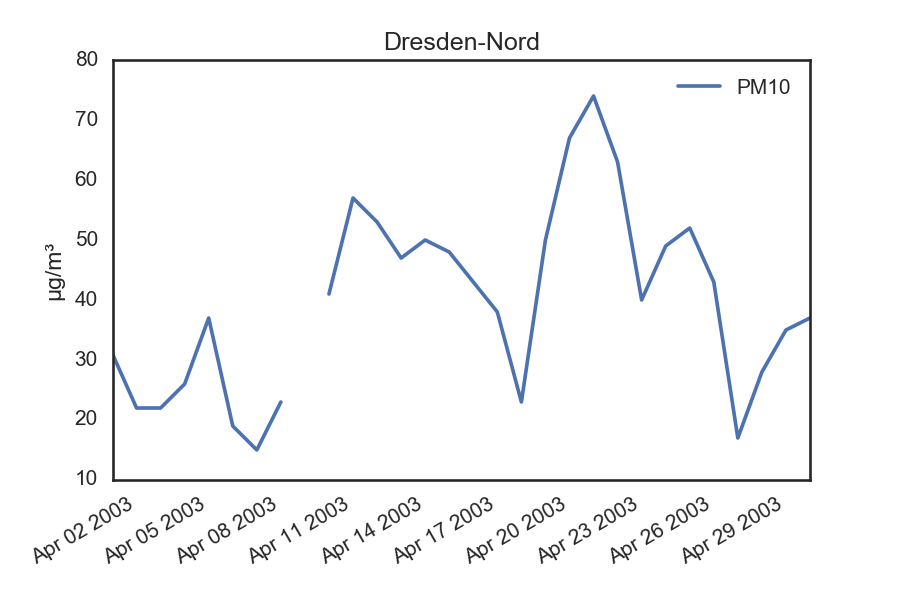 Dresden-Nord
80
70
60
50
40
30
20
10
µg/m³
PM10
Apr 02 2003
Apr 05 2003
Apr 08 2003
Apr 11 2003
Apr 14 2003
Apr 17 2003
Apr 20 2003
Apr 23 2003
Apr 26 2003
Apr 29 2003